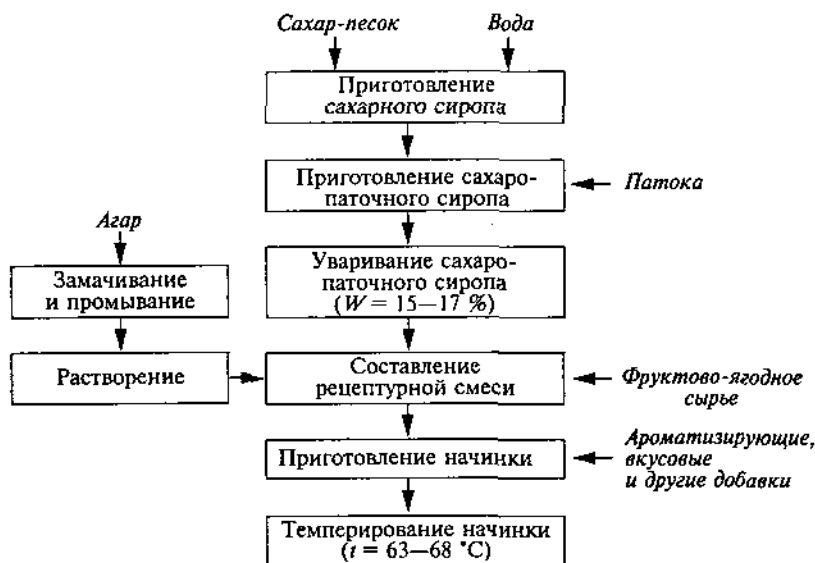 Сахар-песок
Вода
Приготовление
сахарного сиропа
Приготовление сахаро-
паточного сиропа
Патока
Агар
Замачивание
и промывание
Уваривание сахаро-
паточного сиропа
(W = 15—17 %)
Растворение
Составление
рецептурной смеси
Фруктово-ягодное
сырье
Приготовление начинки
Ароматизирующие,
вкусовые
и другие добавки
Темперирование начинки
(t = 63—68 °С)